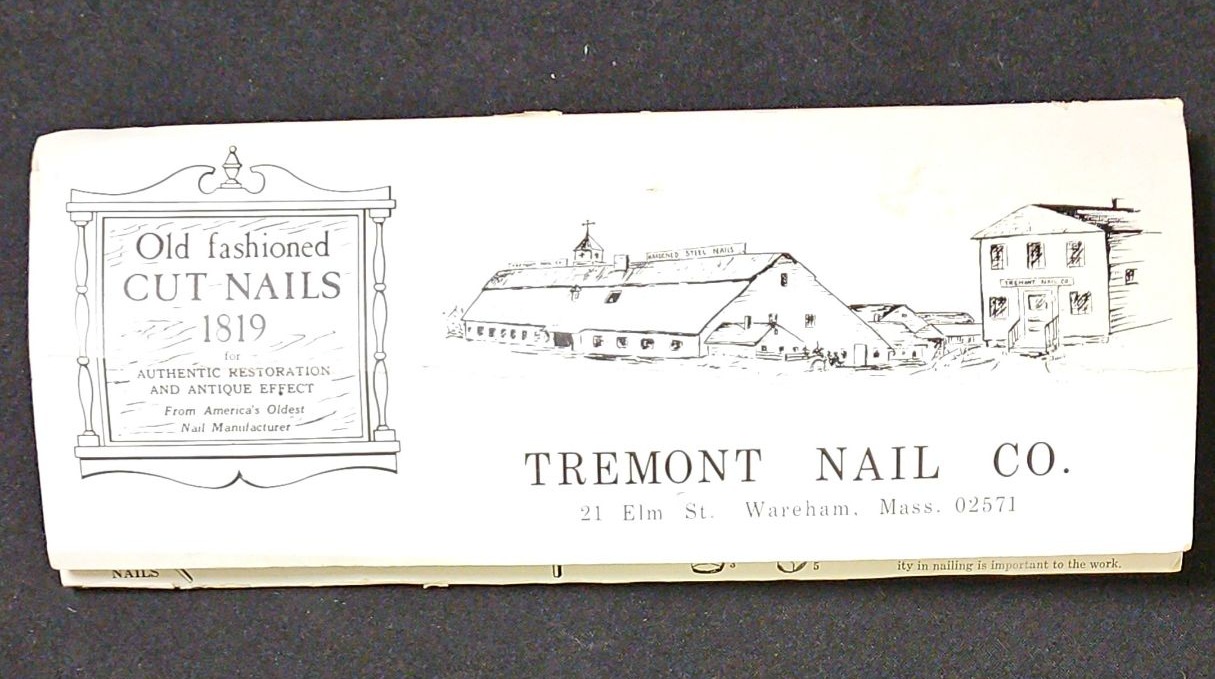 Old fashioned
CUT NAILS
1819
for
AUTHENTIC RESTORATION
AND ANTIQUE EFFECT
From America's Oldest
Nail Manufacturer
HARDENED STEEL NAILS
TREMONT NAIL CO.
TREMONT NAIL CO.
21 Elm St. Wareham, Mass. 02571
NAILS
3
5
ity in nailing is important to the work.